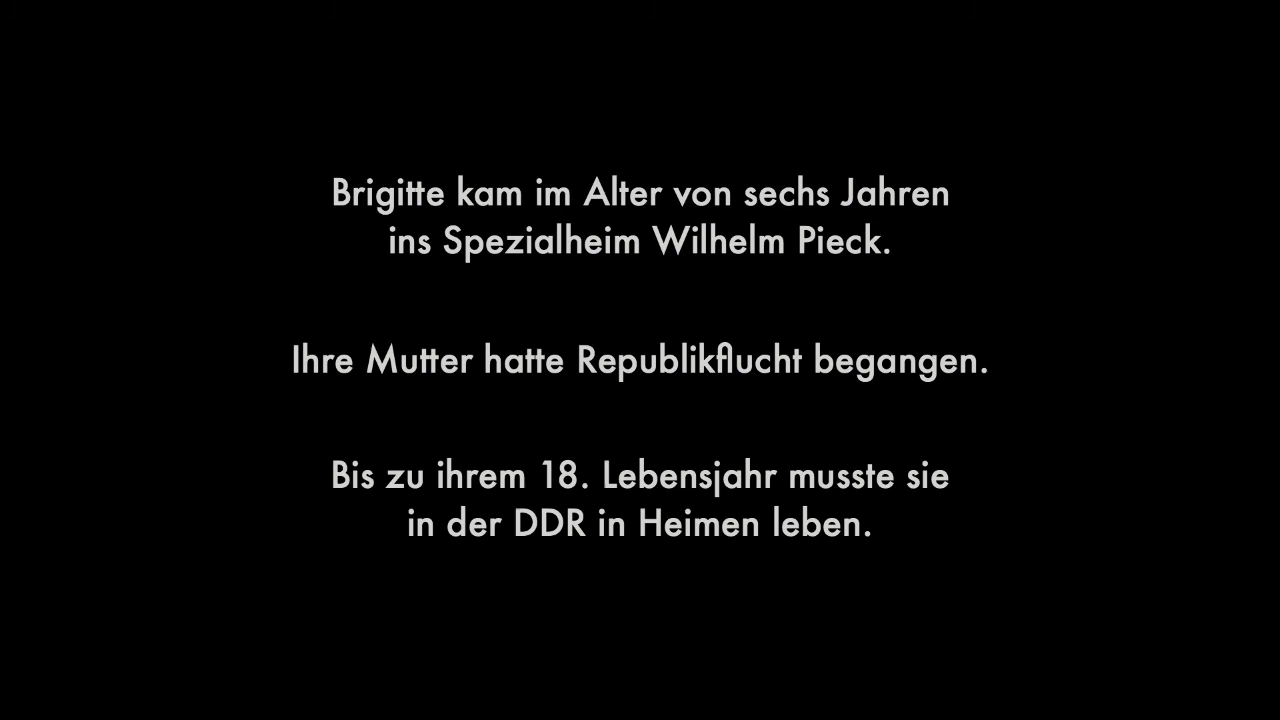 Brigitte kam im Alter von sechs Jahren
ins Spezialheim Wilhelm Pieck.
Ihre Mutter hatte Republikflucht begangen.
Bis zu ihrem 18. Lebensjahr musste sie
in der DDR in Heimen leben.